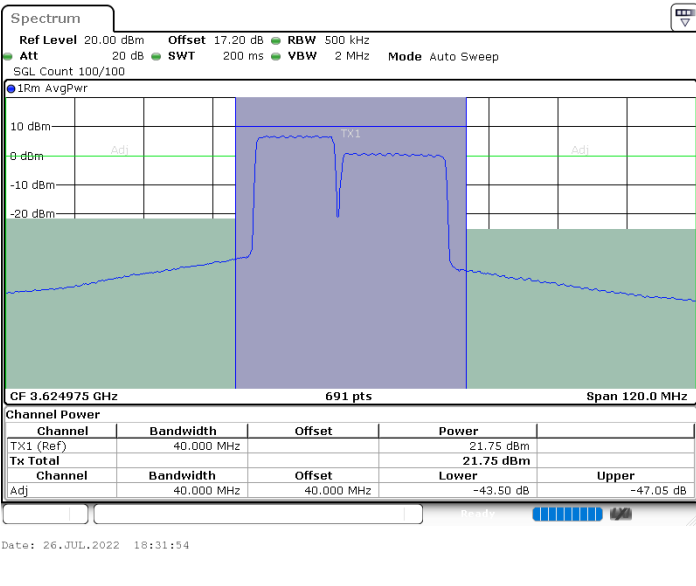 Spectrum
Ref Level 20.00 dBm Offset 17.20 dB RBW 500 kHz
Att 20 dB SWT 200 ms VBW 2 MHz Mode Auto Sweep
SGL Count 100/100
1Rm AvgPwr
10 dBm
TX1
Adj
Adj
0 dBm
-10 dBm
-20 dBm
CF 3.624975 GHz 691 pts Span 120.0 MHz
Channel Power
Channel Bandwidth Offset Power
TX1 (Ref) 40.000 MHz 21.75 dBm
Tx Total 21.75 dBm
Channel Bandwidth Offset Lower Upper
Adj 40.000 MHz 40.000 MHz -43.50 dB -47.05 dB
Ready
Date: 26.JUL.2022 18:31:54